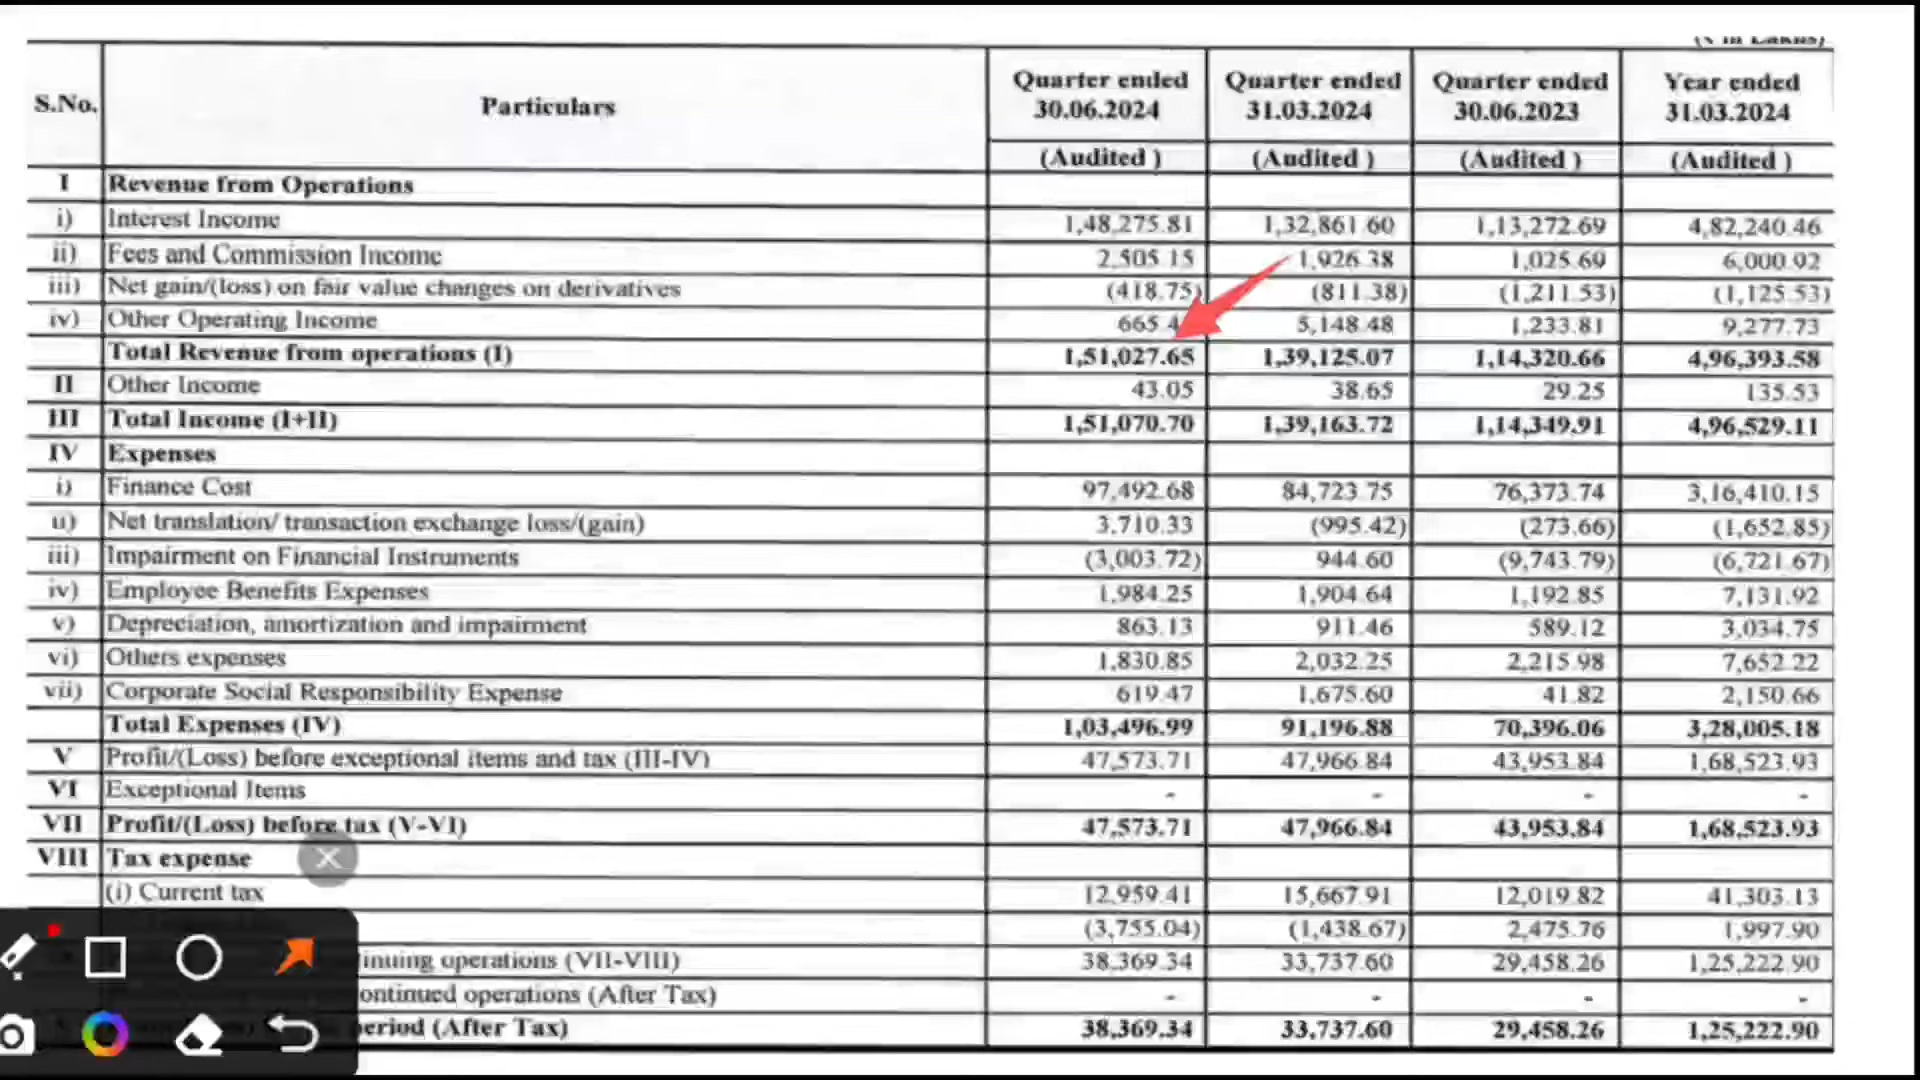 S.No. Particulars Quarter ended 30.06.2024 Quarter ended 31.03.2024 Quarter ended 30.06.2023 Year ended 31.03.2024
(Audited ) (Audited ) (Audited ) (Audited )
I Revenue from Operations
i) Interest Income 1,48,275.81 1,32,861.60 1,13,272.69 4,82,240.46
ii) Fees and Commission Income 2,505.15 1,926.38 1,025.69 6,000.92
iii) Net gain/(loss) on fair value changes on derivatives (418.75) (811.38) (1,211.53) (1,125.53)
iv) Other Operating Income 665.4 5,148.48 1,233.81 9,277.73
Total Revenue from operations (I) 1,51,027.65 1,39,125.07 1,14,320.66 4,96,393.58
II Other Income 43.05 38.65 29.25 135.53
III Total Income (I+II) 1,51,070.70 1,39,163.72 1,14,349.91 4,96,529.11
IV Expenses
i) Finance Cost 97,492.68 84,723.75 76,373.74 3,16,410.15
ii) Net translation/ transaction exchange loss/(gain) 3,710.33 (995.42) (273.66) (1,652.85)
iii) Impairment on Financial Instruments (3,003.72) 944.60 (9,743.79) (6,721.67)
iv) Employee Benefits Expenses 1,984.25 1,904.64 1,192.85 7,131.92
v) Depreciation, amortization and impairment 863.13 911.46 589.12 3,034.75
vi) Others expenses 1,830.85 2,032.25 2,215.98 7,652.22
vii) Corporate Social Responsibility Expense 619.47 1,675.60 41.82 2,150.66
Total Expenses (IV) 1,03,496.99 91,196.88 70,396.06 3,28,005.18
V Profit/(Loss) before exceptional items and tax (III-IV) 47,573.71 47,966.84 43,953.84 1,68,523.93
VI Exceptional Items - - - -
VII Profit/(Loss) before tax (V-VI) 47,573.71 47,966.84 43,953.84 1,68,523.93
VIII Tax expense
(i) Current tax 12,959.41 15,667.91 12,019.82 41,303.13
(3,755.04) (1,438.67) 2,475.76 1,997.90
inuing operations (VII-VIII) 38,369.34 33,737.60 29,458.26 1,25,222.90
ontinued operations (After Tax) - - - -
eriod (After Tax) 38,369.34 33,737.60 29,458.26 1,25,222.90